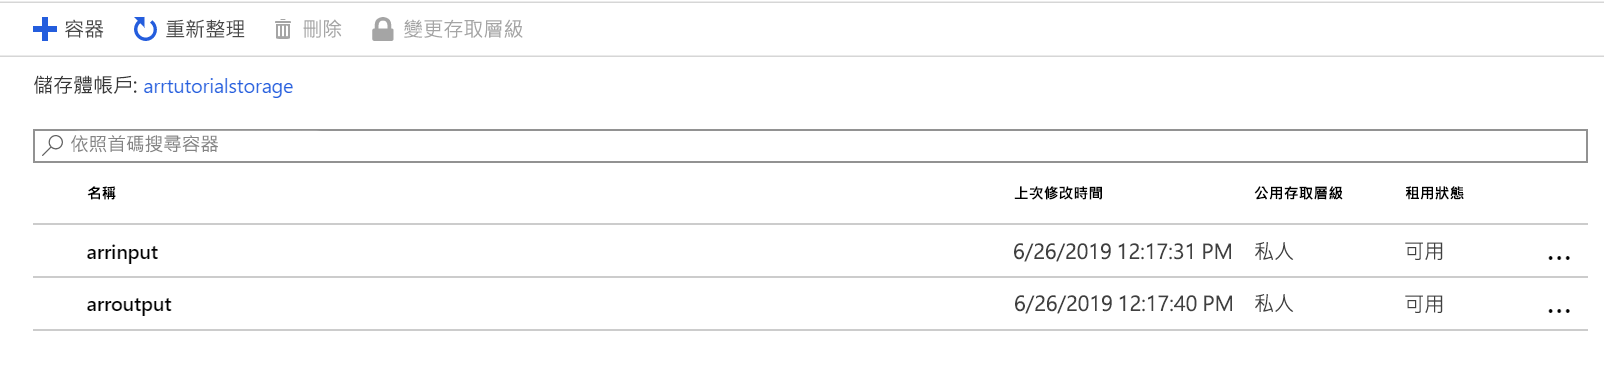 容器 重新整理 刪除 變更存取層級
儲存體帳戶: arrtutorialstorage
依照首碼搜尋容器
名稱 上次修改時間 公用存取層級 租用狀態
arrinput 6/26/2019 12:17:31 PM 私人 可用 ...
arroutput 6/26/2019 12:17:40 PM 私人 可用 ...